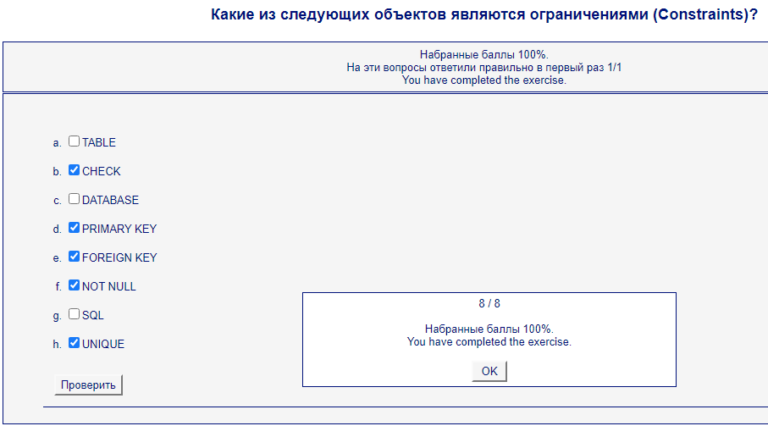 Какие из следующих объектов являются ограничениями (Constraints)?
Набранные баллы 100%.
На эти вопросы ответили правильно в первый раз 1/1
You have completed the exercise.
a. TABLE
b. CHECK
c. DATABASE
d. PRIMARY KEY
e. FOREIGN KEY
f. NOT NULL
g. SQL
h. UNIQUE
8 / 8
Набранные баллы 100%.
You have completed the exercise.
OK
Проверить